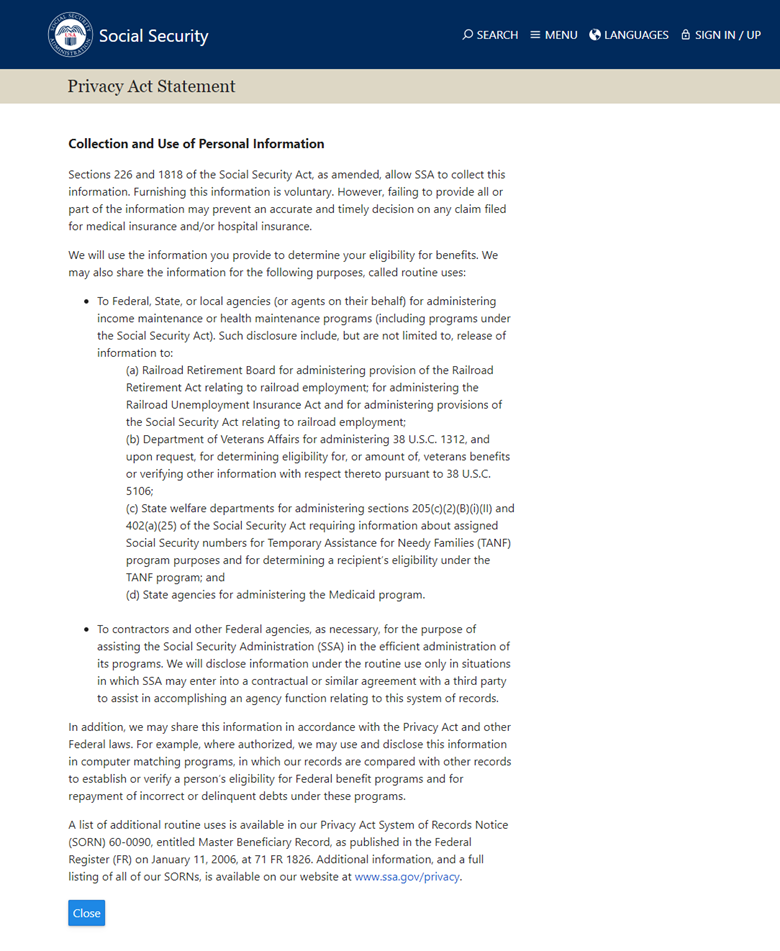 Social Security
SEARCH MENU LANGUAGES SIGN IN / UP
Privacy Act Statement
Collection and Use of Personal Information
Sections 226 and 1818 of the Social Security Act, as amended, allow SSA to collect this
information. Furnishing this information is voluntary. However, failing to provide all or
part of the information may prevent an accurate and timely decision on any claim filed
for medical insurance and/or hospital insurance.
We will use the information you provide to determine your eligibility for benefits. We
may also share the information for the following purposes, called routine uses:
• To Federal, State, or local agencies (or agents on their behalf) for administering
income maintenance or health maintenance programs (including programs under
the Social Security Act). Such disclosure include, but are not limited to, release of
information to:
(a) Railroad Retirement Board for administering provision of the Railroad
Retirement Act relating to railroad employment; for administering the
Railroad Unemployment Insurance Act and for administering provisions of
the Social Security Act relating to railroad employment;
(b) Department of Veterans Affairs for administering 38 U.S.C. 1312, and
upon request, for determining eligibility for, or amount of, veterans benefits
or verifying other information with respect thereto pursuant to 38 U.S.C.
5106;
(c) State welfare departments for administering sections 205(c)(2)(B)(i)(II) and
402(a)(25) of the Social Security Act requiring information about assigned
Social Security numbers for Temporary Assistance for Needy Families (TANF)
program purposes and for determining a recipient's eligibility under the
TANF program; and
(d) State agencies for administering the Medicaid program.
• To contractors and other Federal agencies, as necessary, for the purpose of
assisting the Social Security Administration (SSA) in the efficient administration of
its programs. We will disclose information under the routine use only in situations
in which SSA may enter into a contractual or similar agreement with a third party
to assist in accomplishing an agency function relating to this system of records.
In addition, we may share this information in accordance with the Privacy Act and other
Federal laws. For example, where authorized, we may use and disclose this information
in computer matching programs, in which our records are compared with other records
to establish or verify a person's eligibility for Federal benefit programs and for
repayment of incorrect or delinquent debts under these programs.
A list of additional routine uses is available in our Privacy Act System of Records Notice
(SORN) 60-0090, entitled Master Beneficiary Record, as published in the Federal
Register (FR) on January 11, 2006, at 71 FR 1826. Additional information, and a full
listing of all of our SORNs, is available on our website at www.ssa.gov/privacy.
Close